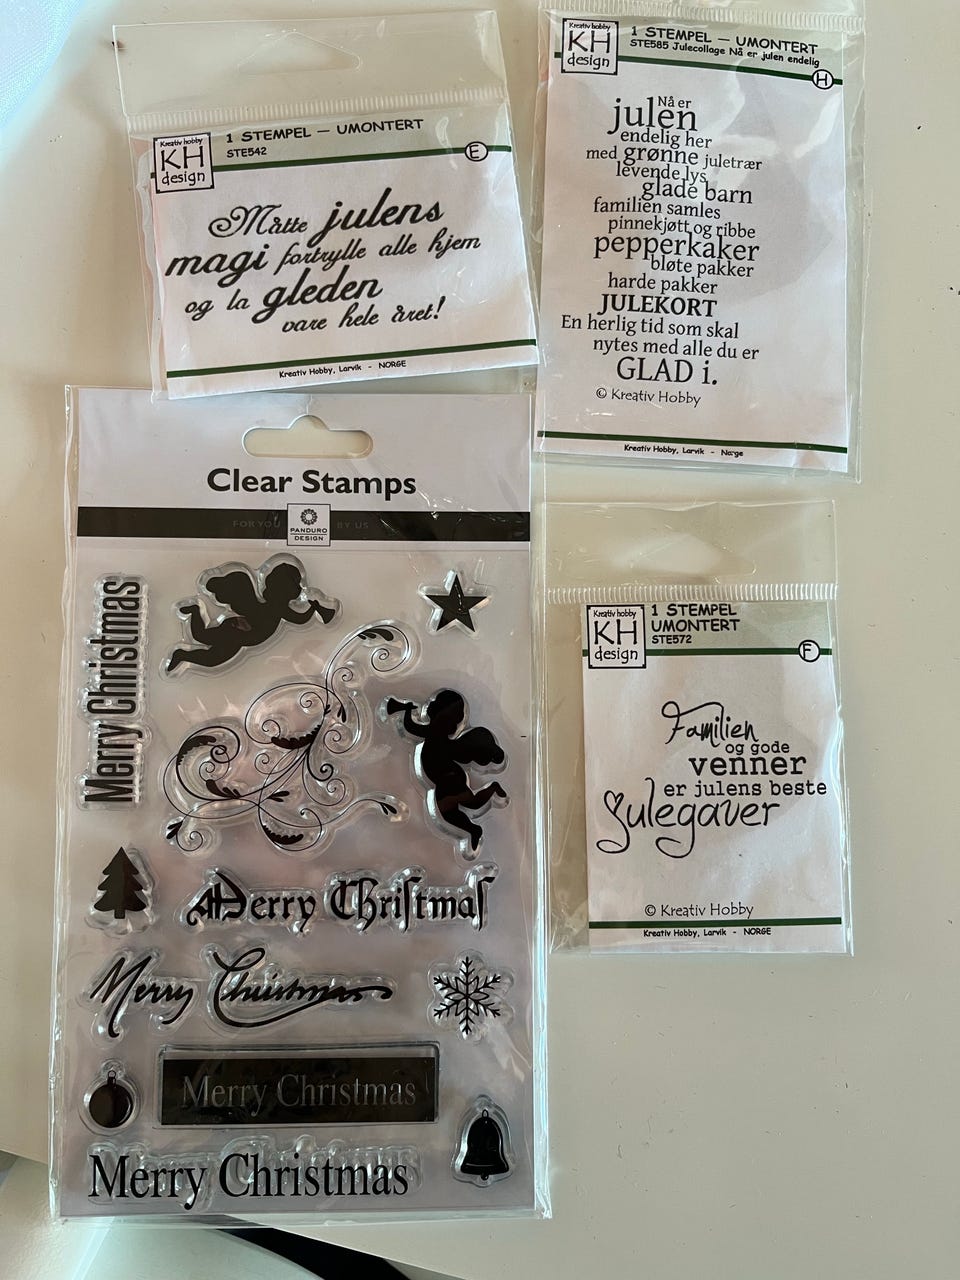 Kreativ hobby
KH
design
1 STEMPEL — UMONTERT
STE542
E
Måtte julens
magi fortrylle alle hjem
og la gleden
vare hele året!
Kreativ Hobby, Larvik - NORGE
Kreativ hobby
KH
design
1 STEMPEL — UMONTERT
STE585 Julecollage Nå er julen endelig
H
Nå er
julen
endelig her
med grønne juletrær
levende lys
glade barn
familien samles
pinnekjøtt og ribbe
pepperkaker
bløte pakker
harde pakker
JULEKORT
En herlig tid som skal
nytes med alle du er
GLAD i.
© Kreativ Hobby
Kreativ Hobby, Larvik - Norge
Clear Stamps
FOR YOU BY US
PANDURO
DESIGN
Merry Christmas
Merry Christmas
Merry Christmas
Merry Christmas
Merry Christmas
Kreativ hobby
KH
design
1 STEMPEL
UMONTERT
STE572
F
Familien
og gode
venner
er julens beste
julegaver
© Kreativ Hobby
Kreativ Hobby, Larvik - NORGE